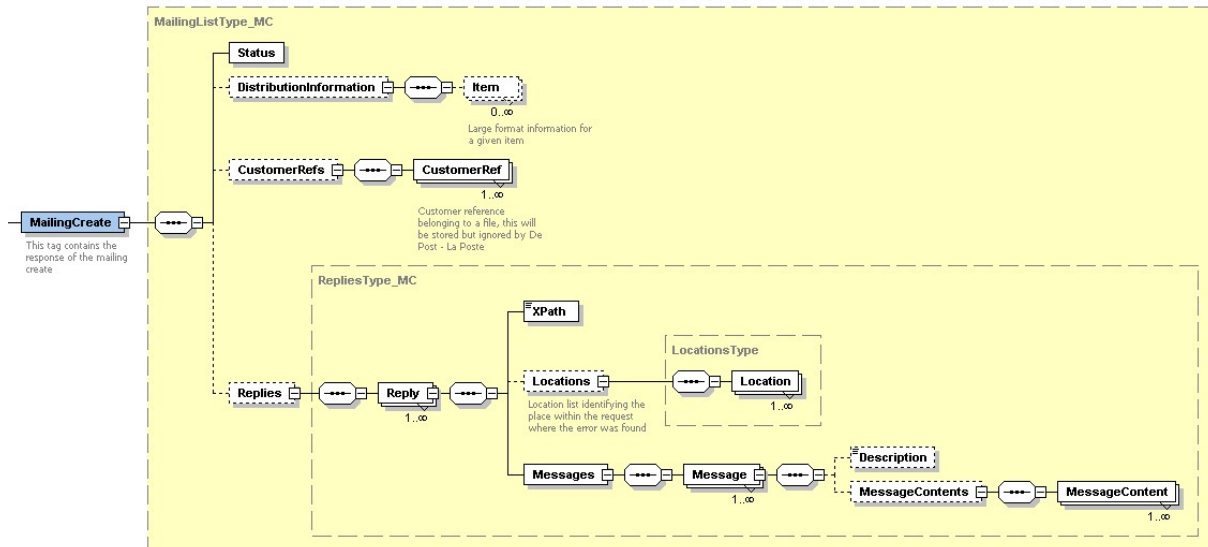 MailingListType_MC
Status
DistributionInformation
Item
0..∞
Large format information for
a given item
CustomerRefs
CustomerRef
1..∞
Customer reference
belonging to a file, this will
be stored but ignored by De
Post - La Poste
MailingCreate
This tag contains the
response of the mailing
create
RepliesType_MC
XPath
LocationsType
Locations
Location
1..∞
Location list identifying the
place within the request
where the error was found
Replies
Reply
1..∞
Messages
Message
1..∞
Description
MessageContents
MessageContent
1..∞